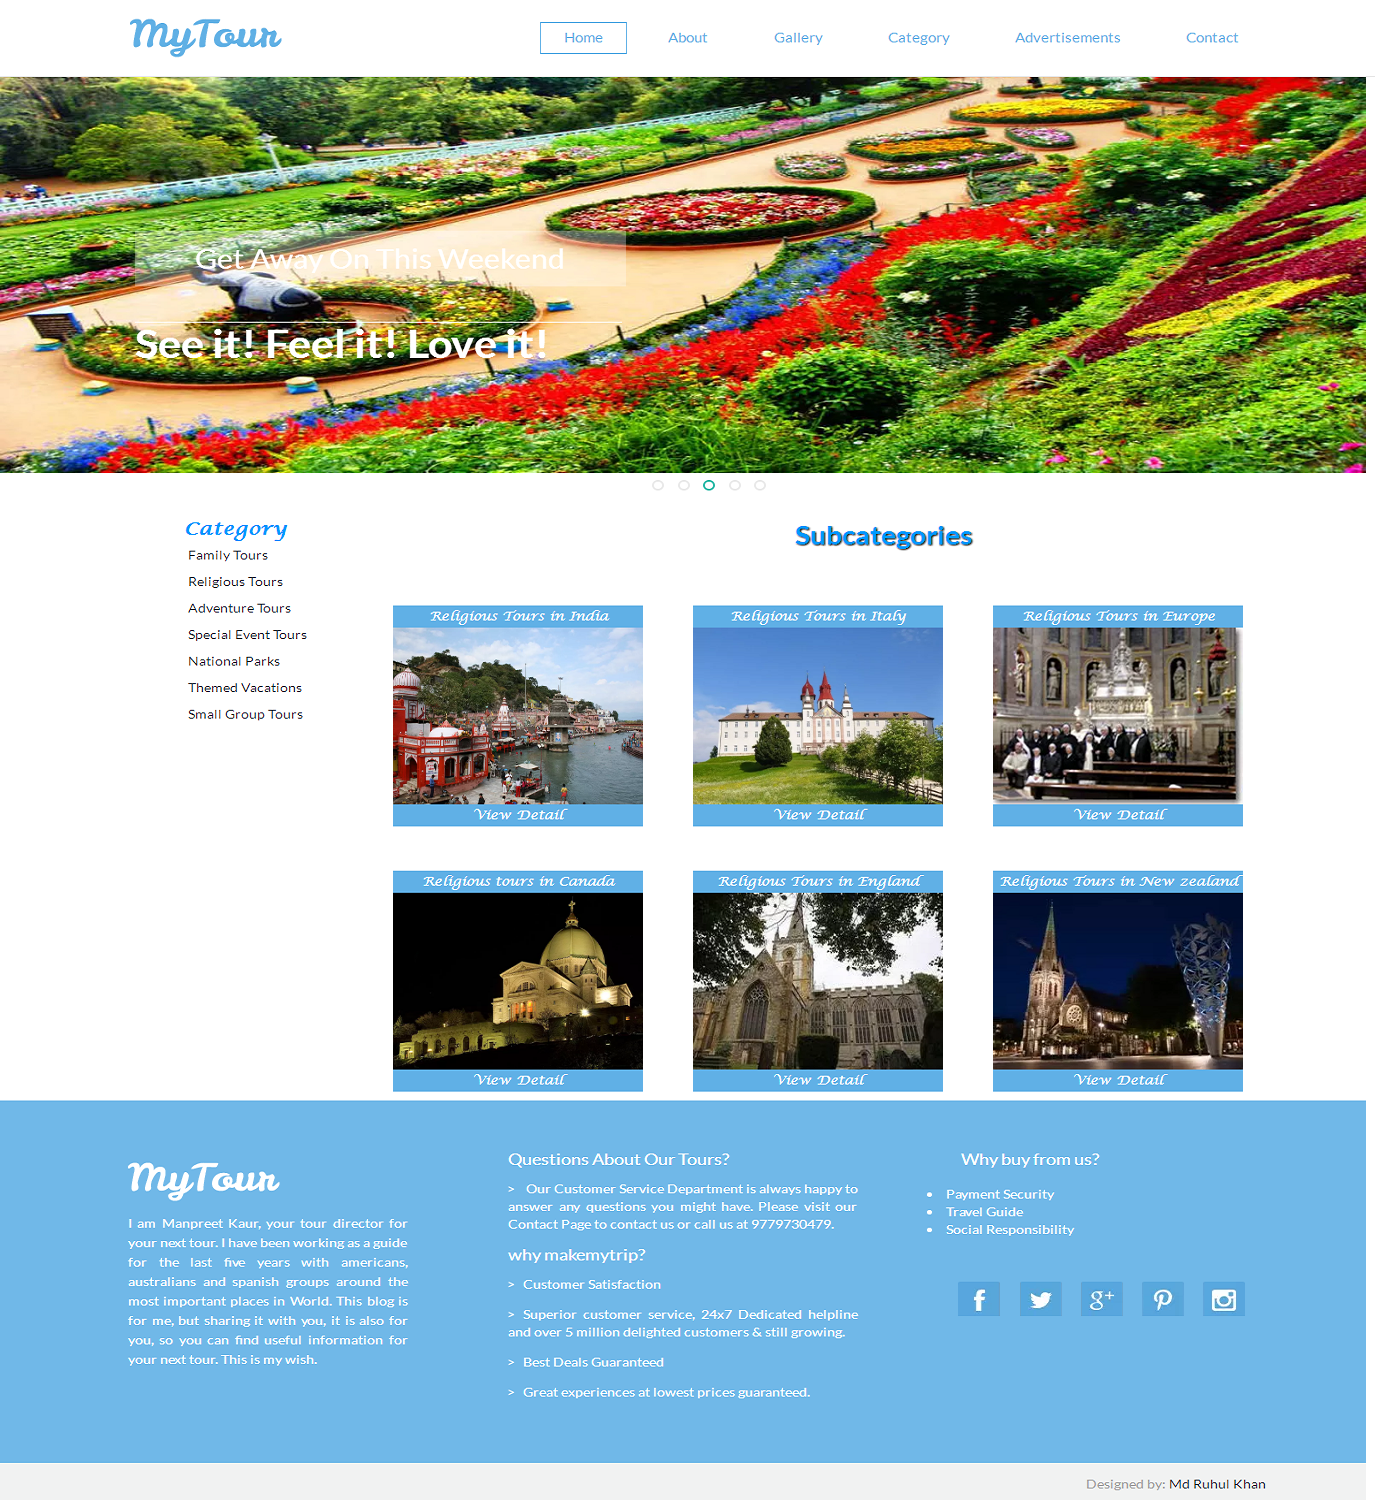 MyTour
Home About Gallery Category Advertisements Contact
Get Away On This Weekend
See it! Feel it! Love it!
Category
Family Tours
Religious Tours
Adventure Tours
Special Event Tours
National Parks
Themed Vacations
Small Group Tours
Subcategories
Religious Tours in India
View Detail
Religious Tours in Italy
View Detail
Religious Tours in Europe
View Detail
Religious tours in Canada
View Detail
Religious Tours in England
View Detail
Religious Tours in New zealand
View Detail
MyTour
I am Manpreet Kaur, your tour director for
your next tour. I have been working as a guide
for the last five years with americans,
australians and spanish groups around the
most important places in World. This blog is
for me, but sharing it with you, it is also for
you, so you can find useful information for
your next tour. This is my wish.
Questions About Our Tours?
> Our Customer Service Department is always happy to
answer any questions you might have. Please visit our
Contact Page to contact us or call us at 9779730479.
why makemytrip?
> Customer Satisfaction
> Superior customer service, 24x7 Dedicated helpline
and over 5 million delighted customers & still growing.
> Best Deals Guaranteed
> Great experiences at lowest prices guaranteed.
Why buy from us?
• Payment Security
• Travel Guide
• Social Responsibility
Designed by: Md Ruhul Khan